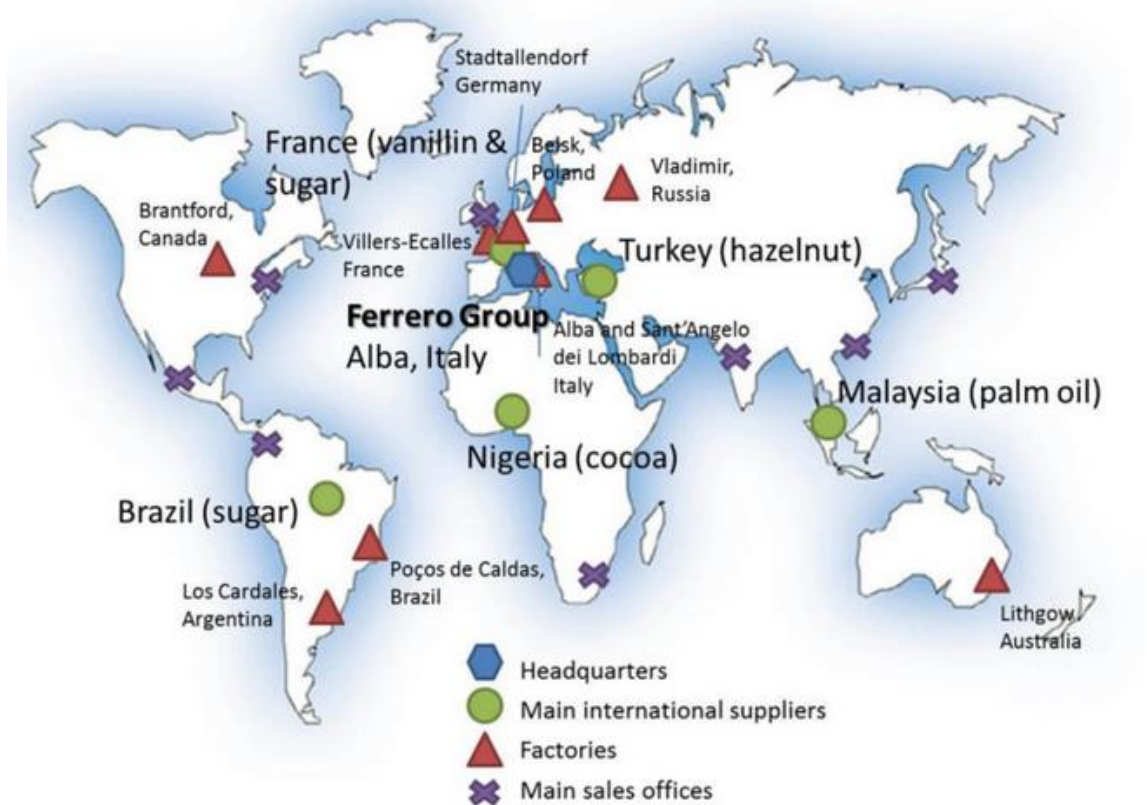 Stadtallendorf
Germany
France (vanillin &
sugar)
Belsk,
Poland
Vladimir,
Russia
Brantford,
Canada
Villers-Ecalles
France
Turkey (hazelnut)
Ferrero Group
Alba, Italy
Alba and Sant'Angelo
dei Lombardi
Italy
Malaysia (palm oil)
Nigeria (cocoa)
Brazil (sugar)
Poços de Caldas,
Brazil
Los Cardales,
Argentina
Lithgow,
Australia
Headquarters
Main international suppliers
Factories
Main sales offices